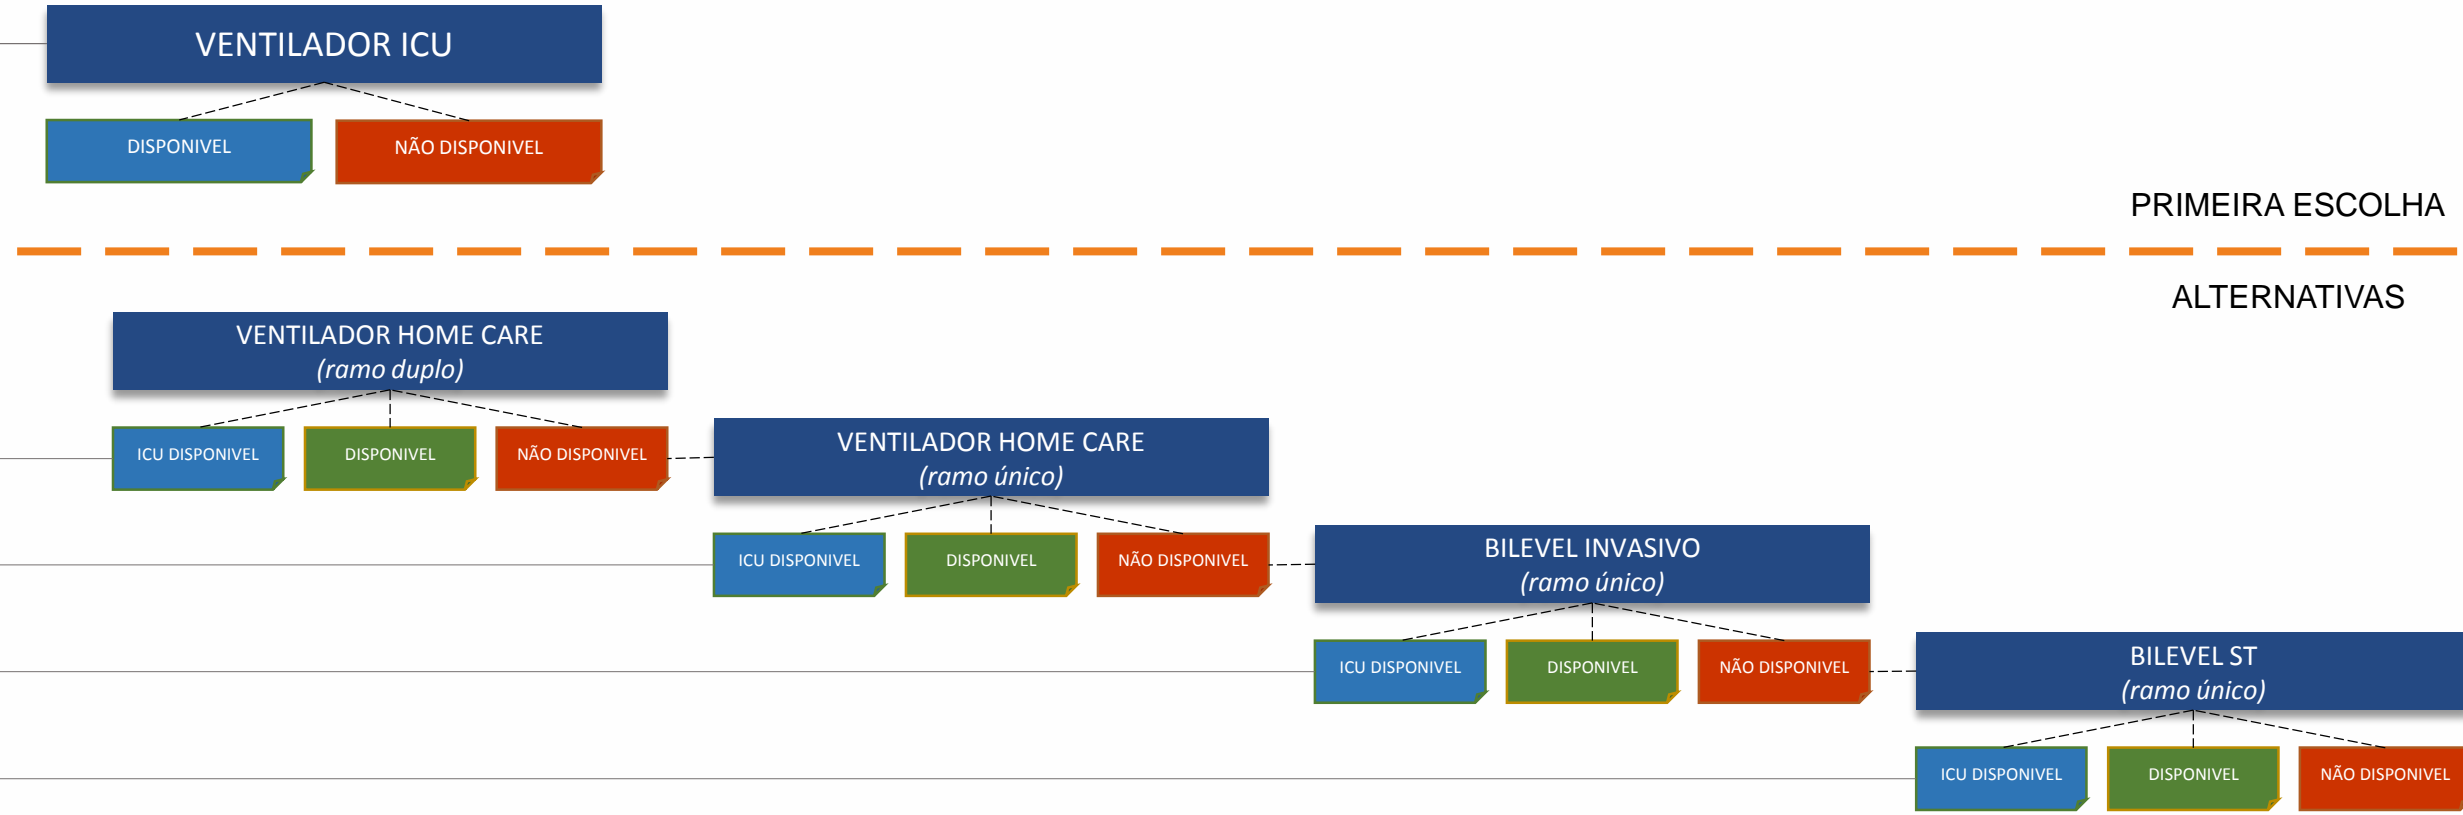 VENTILADOR ICU
DISPONIVEL
NÃO DISPONIVEL
PRIMEIRA ESCOLHA
ALTERNATIVAS
VENTILADOR HOME CARE
(ramo duplo)
ICU DISPONIVEL
DISPONIVEL
NÃO DISPONIVEL
VENTILADOR HOME CARE
(ramo único)
ICU DISPONIVEL
DISPONIVEL
NÃO DISPONIVEL
BILEVEL INVASIVO
(ramo único)
ICU DISPONIVEL
DISPONIVEL
NÃO DISPONIVEL
BILEVEL ST
(ramo único)
ICU DISPONIVEL
DISPONIVEL
NÃO DISPONIVEL